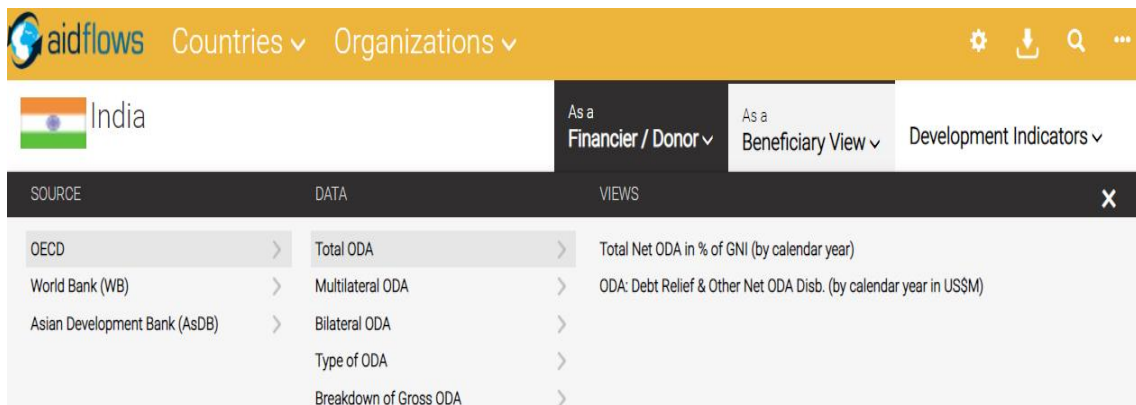 aidflows Countries Organizations
India
As a
Financier / Donor
As a
Beneficiary View
Development Indicators
SOURCE DATA VIEWS
OECD Total ODA Total Net ODA in % of GNI (by calendar year)
World Bank (WB) Multilateral ODA ODA: Debt Relief & Other Net ODA Disb. (by calendar year in US$M)
Asian Development Bank (AsDB) Bilateral ODA
Type of ODA
Breakdown of Gross ODA